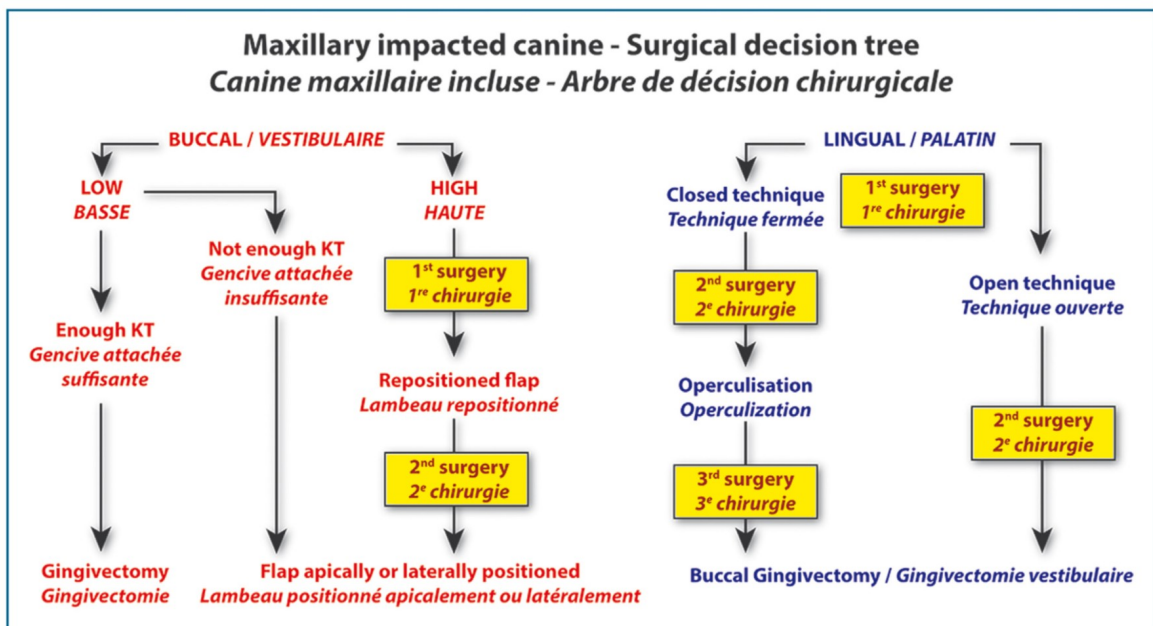 Maxillary impacted canine - Surgical decision tree
Canine maxillaire incluse - Arbre de décision chirurgicale
BUCCAL / VESTIBULAIRE
LOW
BASSE
Enough KT
Gencive attachée
suffisante
Gingivectomy
Gingivectomie
Not enough KT
Gencive attachée
insuffisante
HIGH
HAUTE
1st surgery
1re chirurgie
Repositioned flap
Lambeau repositionné
2nd surgery
2e chirurgie
Flap apically or laterally positioned
Lambeau positionné apicalement ou latéralement
LINGUAL / PALATIN
1st surgery
1re chirurgie
Closed technique
Technique fermée
2nd surgery
2e chirurgie
Operculisation
Operculization
3rd surgery
3e chirurgie
Open technique
Technique ouverte
2nd surgery
2e chirurgie
Buccal Gingivectomy / Gingivectomie vestibulaire